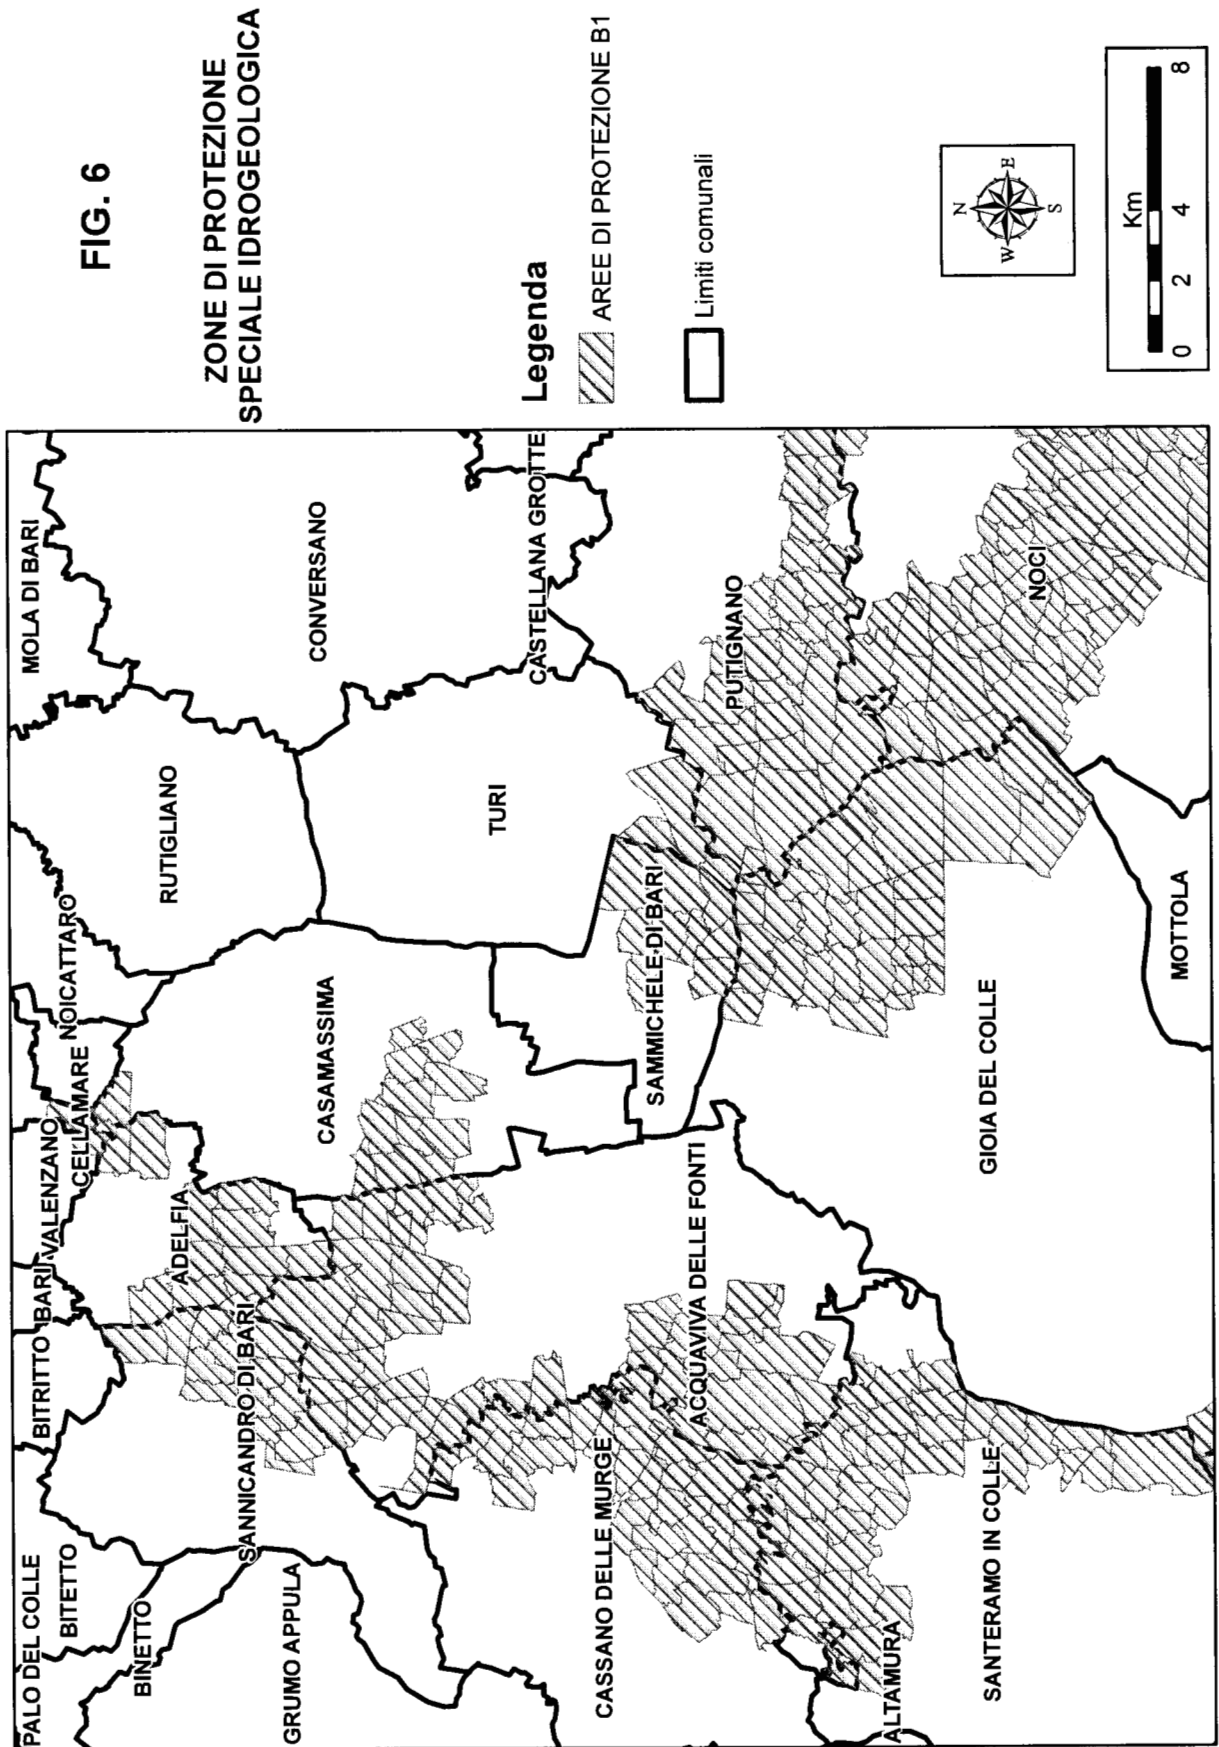 FIG. 6
ZONE DI PROTEZIONE
SPECIALE IDROGEOLOGICA
Legenda
AREE DI PROTEZIONE B1
Limiti comunali
N
W
E
S
Km
0 2 4 8
PALO DEL COLLE
BITETTO
BITRITTO
BARI
VALENZANO
CELLAMARE
NOICATTARO
MOLA DI BARI
BINETTO
ADELFIA
RUTIGLIANO
SANNICANDRO DI BARI
GRUMO APPULA
CASAMASSIMA
CONVERSANO
TURI
CASTELLANA GROTTE
CASSANO DELLE MURGE
SAMMICHELE DI BARI
ACQUAVIVA DELLE FONTI
PUTIGNANO
ALTAMURA
SANTERAMO IN COLLE
GIOIA DEL COLLE
NOCI
MOTTOLA